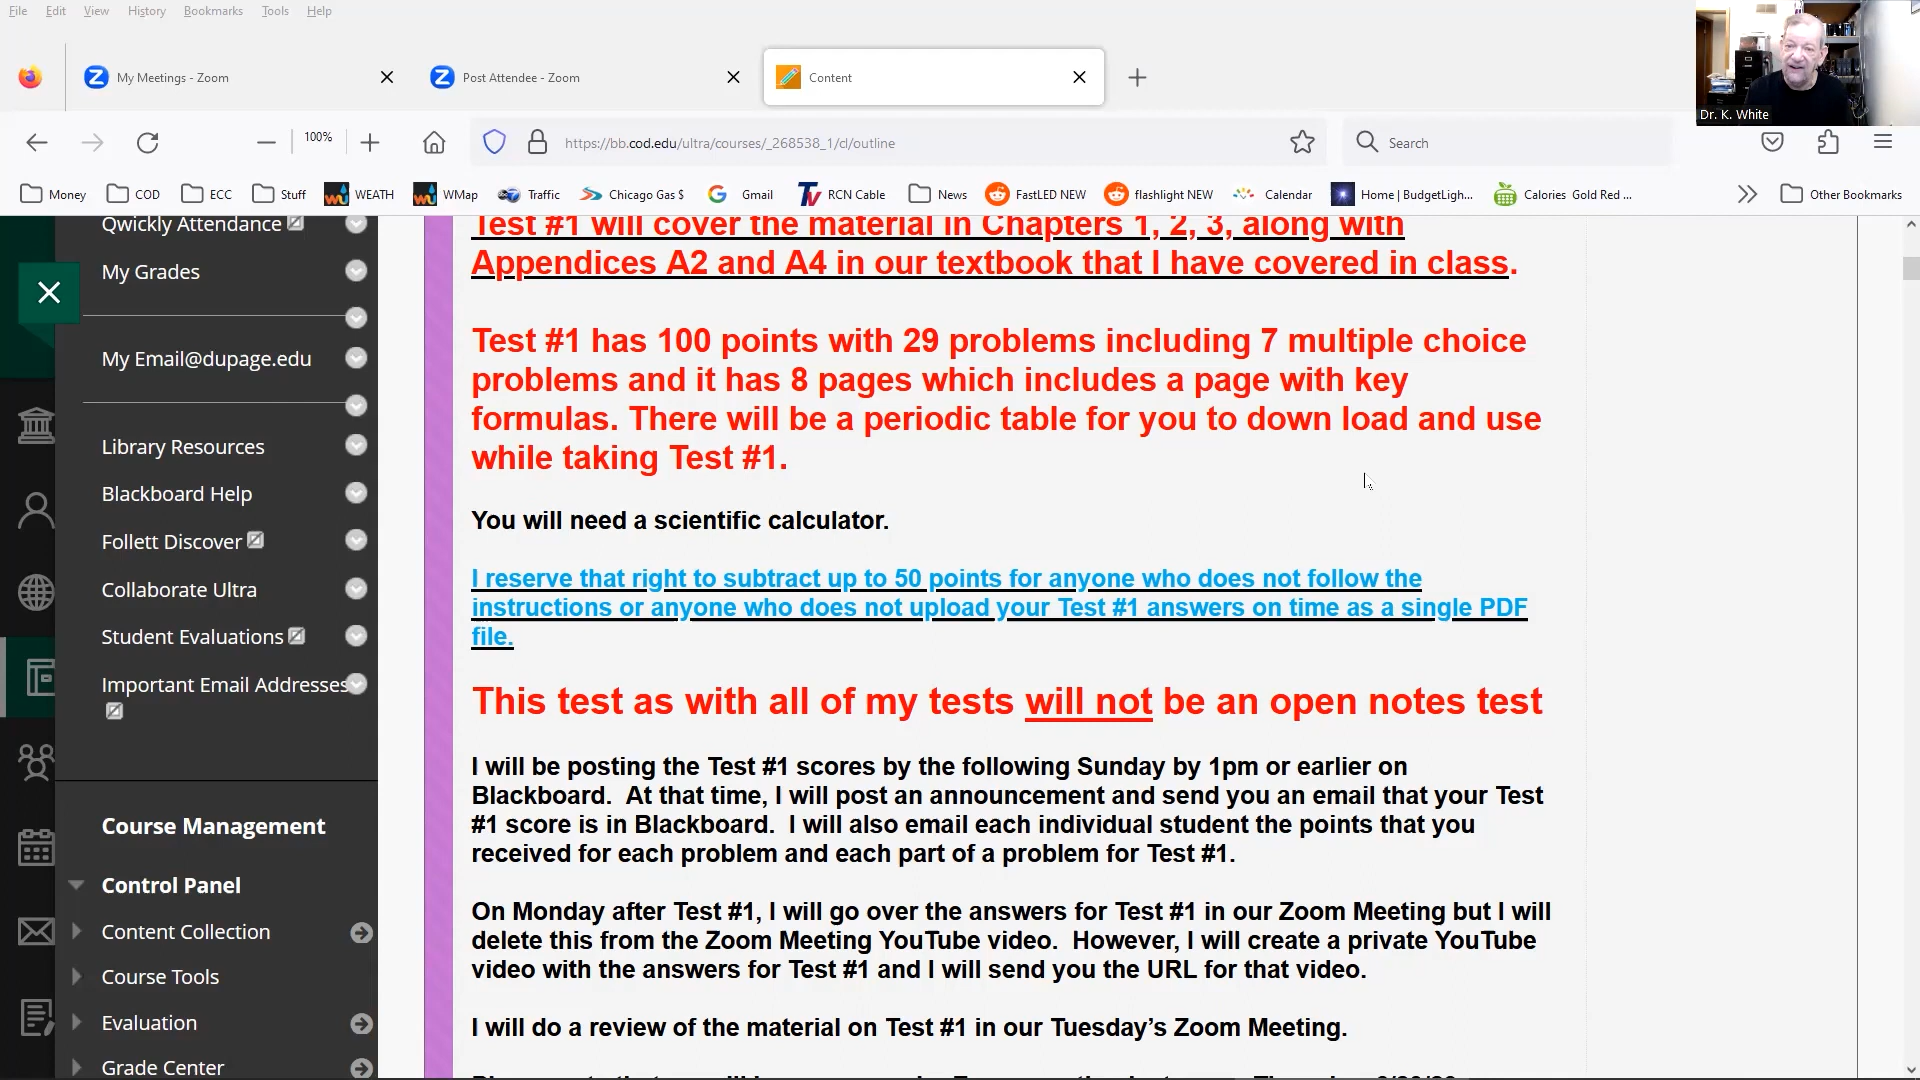 File Edit View History Bookmarks Tools Help
My Meetings - Zoom
Post Attendee - Zoom
Content
100%
https://bb.cod.edu/ultra/courses/_268538_1/cl/outline
Search
Dr. K. White
Money COD ECC Stuff WEATH WMap Traffic Chicago Gas $ Gmail RCN Cable News FastLED NEW flashlight NEW Calendar Home | BudgetLigh... Calories Gold Red ... Other Bookmarks
Qwickly Attendance
My Grades
My Email@dupage.edu
Library Resources
Blackboard Help
Follett Discover
Collaborate Ultra
Student Evaluations
Important Email Addresses
Course Management
Control Panel
Content Collection
Course Tools
Evaluation
Grade Center
Test #1 will cover the material in Chapters 1, 2, 3, along with
Appendices A2 and A4 in our textbook that I have covered in class.
Test #1 has 100 points with 29 problems including 7 multiple choice
problems and it has 8 pages which includes a page with key
formulas. There will be a periodic table for you to down load and use
while taking Test #1.
You will need a scientific calculator.
I reserve that right to subtract up to 50 points for anyone who does not follow the
instructions or anyone who does not upload your Test #1 answers on time as a single PDF
file.
This test as with all of my tests will not be an open notes test
I will be posting the Test #1 scores by the following Sunday by 1pm or earlier on
Blackboard. At that time, I will post an announcement and send you an email that your Test
#1 score is in Blackboard. I will also email each individual student the points that you
received for each problem and each part of a problem for Test #1.
On Monday after Test #1, I will go over the answers for Test #1 in our Zoom Meeting but I will
delete this from the Zoom Meeting YouTube video. However, I will create a private YouTube
video with the answers for Test #1 and I will send you the URL for that video.
I will do a review of the material on Test #1 in our Tuesday's Zoom Meeting.